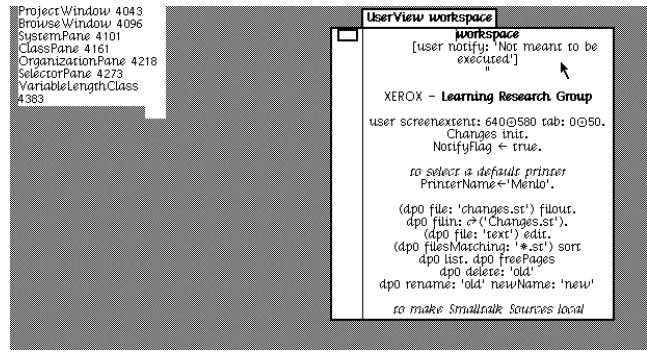 ProjectWindow 4043
BrowseWindow 4096
SystemPane 4101
ClassPane 4161
OrganizationPane 4218
SelectorPane 4273
VariableLengthClass
4383
UserView workspace
workspace
[user notify: 'Not meant to be
executed']
"
XEROX - Learning Research Group
user screenextent: 640⊙580 tab: 0⊙50.
Changes init.
NotifyFlag ← true.
to select a default printer
PrinterName←'Menlo'.
(dp0 file: 'changes.st') filout.
dp0 filin: ↱('Changes.st').
(dp0 file: 'text') edit.
(dp0 filesMatching: '*.st') sort
dp0 list. dp0 freePages
dp0 delete: 'old'
dp0 rename: 'old' newName: 'new'
to make Smalltalk Sources local